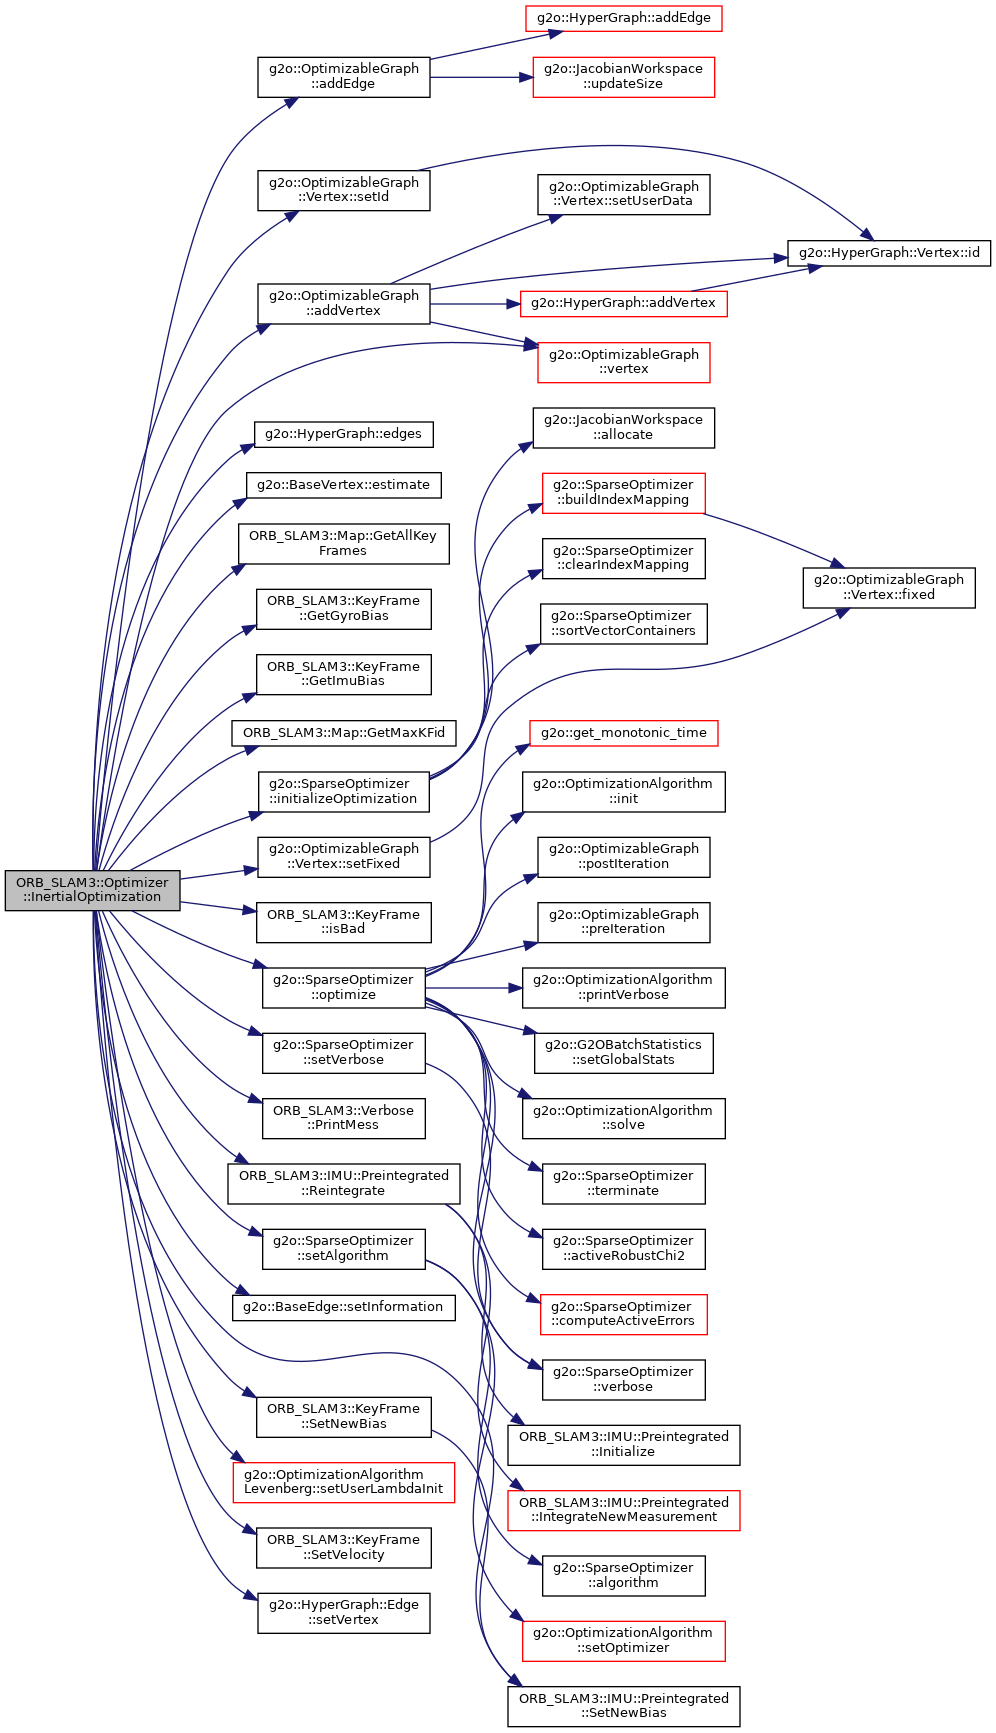 ORB_SLAM3::Optimizer
::InertialOptimization
g2o::OptimizableGraph
::addEdge
g2o::OptimizableGraph
::Vertex::setId
g2o::OptimizableGraph
::addVertex
g2o::HyperGraph::edges
g2o::BaseVertex::estimate
ORB_SLAM3::Map::GetAllKey
Frames
ORB_SLAM3::KeyFrame
::GetGyroBias
ORB_SLAM3::KeyFrame
::GetImuBias
ORB_SLAM3::Map::GetMaxKFid
g2o::SparseOptimizer
::initializeOptimization
g2o::OptimizableGraph
::Vertex::setFixed
ORB_SLAM3::KeyFrame
::isBad
g2o::SparseOptimizer
::optimize
g2o::SparseOptimizer
::setVerbose
ORB_SLAM3::Verbose
::PrintMess
ORB_SLAM3::IMU::Preintegrated
::Reintegrate
g2o::SparseOptimizer
::setAlgorithm
g2o::BaseEdge::setInformation
ORB_SLAM3::KeyFrame
::SetNewBias
g2o::OptimizationAlgorithm
Levenberg::setUserLambdaInit
ORB_SLAM3::KeyFrame
::SetVelocity
g2o::HyperGraph::Edge
::setVertex
g2o::HyperGraph::addEdge
g2o::JacobianWorkspace
::updateSize
g2o::OptimizableGraph
::Vertex::setUserData
g2o::HyperGraph::addVertex
g2o::OptimizableGraph
::vertex
g2o::JacobianWorkspace
::allocate
g2o::SparseOptimizer
::buildIndexMapping
g2o::SparseOptimizer
::clearIndexMapping
g2o::SparseOptimizer
::sortVectorContainers
g2o::get_monotonic_time
g2o::OptimizationAlgorithm
::init
g2o::OptimizableGraph
::postIteration
g2o::OptimizableGraph
::preIteration
g2o::OptimizationAlgorithm
::printVerbose
g2o::G2OBatchStatistics
::setGlobalStats
g2o::OptimizationAlgorithm
::solve
g2o::SparseOptimizer
::terminate
g2o::SparseOptimizer
::activeRobustChi2
g2o::SparseOptimizer
::computeActiveErrors
g2o::SparseOptimizer
::verbose
ORB_SLAM3::IMU::Preintegrated
::Initialize
ORB_SLAM3::IMU::Preintegrated
::IntegrateNewMeasurement
g2o::SparseOptimizer
::algorithm
g2o::OptimizationAlgorithm
::setOptimizer
ORB_SLAM3::IMU::Preintegrated
::SetNewBias
g2o::HyperGraph::Vertex::id
g2o::OptimizableGraph
::Vertex::fixed